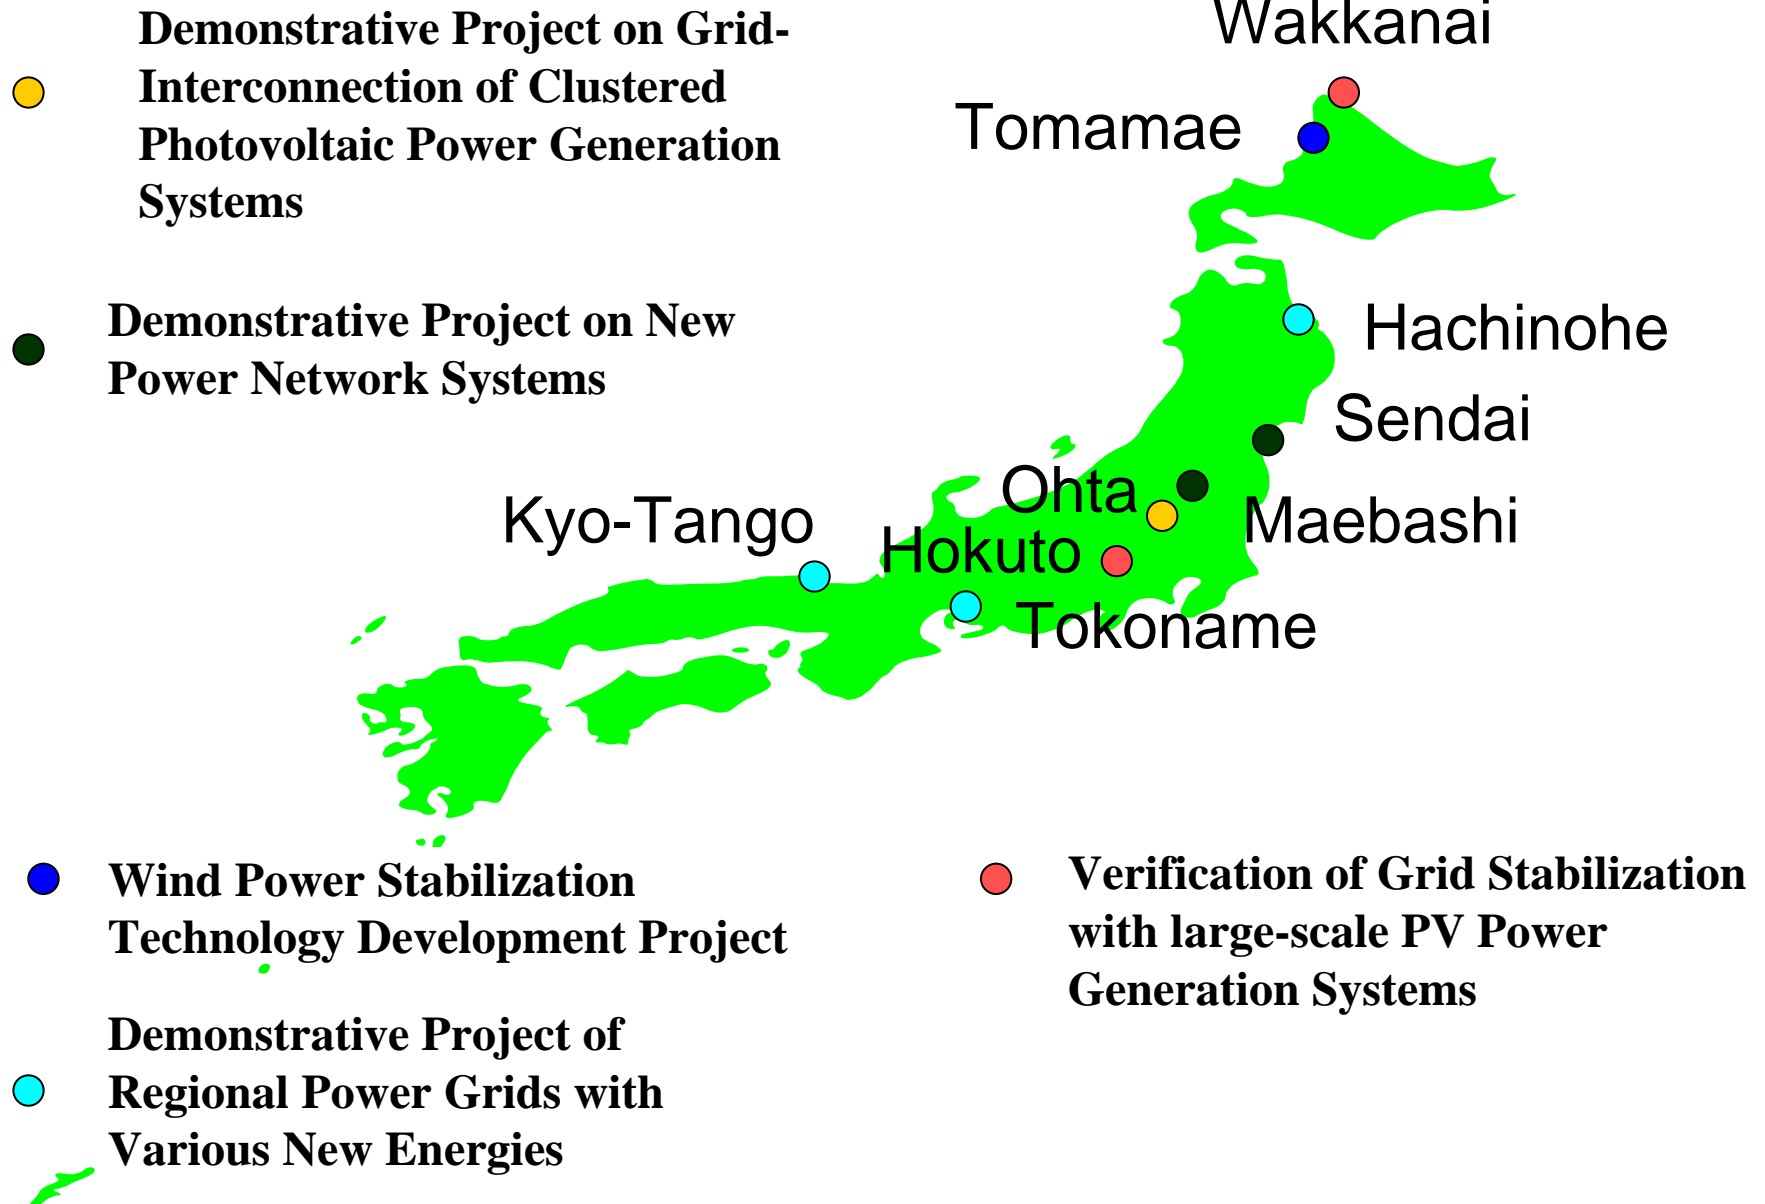 Demonstrative Project on Grid-
Interconnection of Clustered
Photovoltaic Power Generation
Systems
Demonstrative Project on New
Power Network Systems
Wakkanai
Tomamae
Hachinohe
Sendai
Ohta
Maebashi
Kyo-Tango
Hokuto
Tokoname
Wind Power Stabilization
Technology Development Project
Demonstrative Project of
Regional Power Grids with
Various New Energies
Verification of Grid Stabilization
with large-scale PV Power
Generation Systems